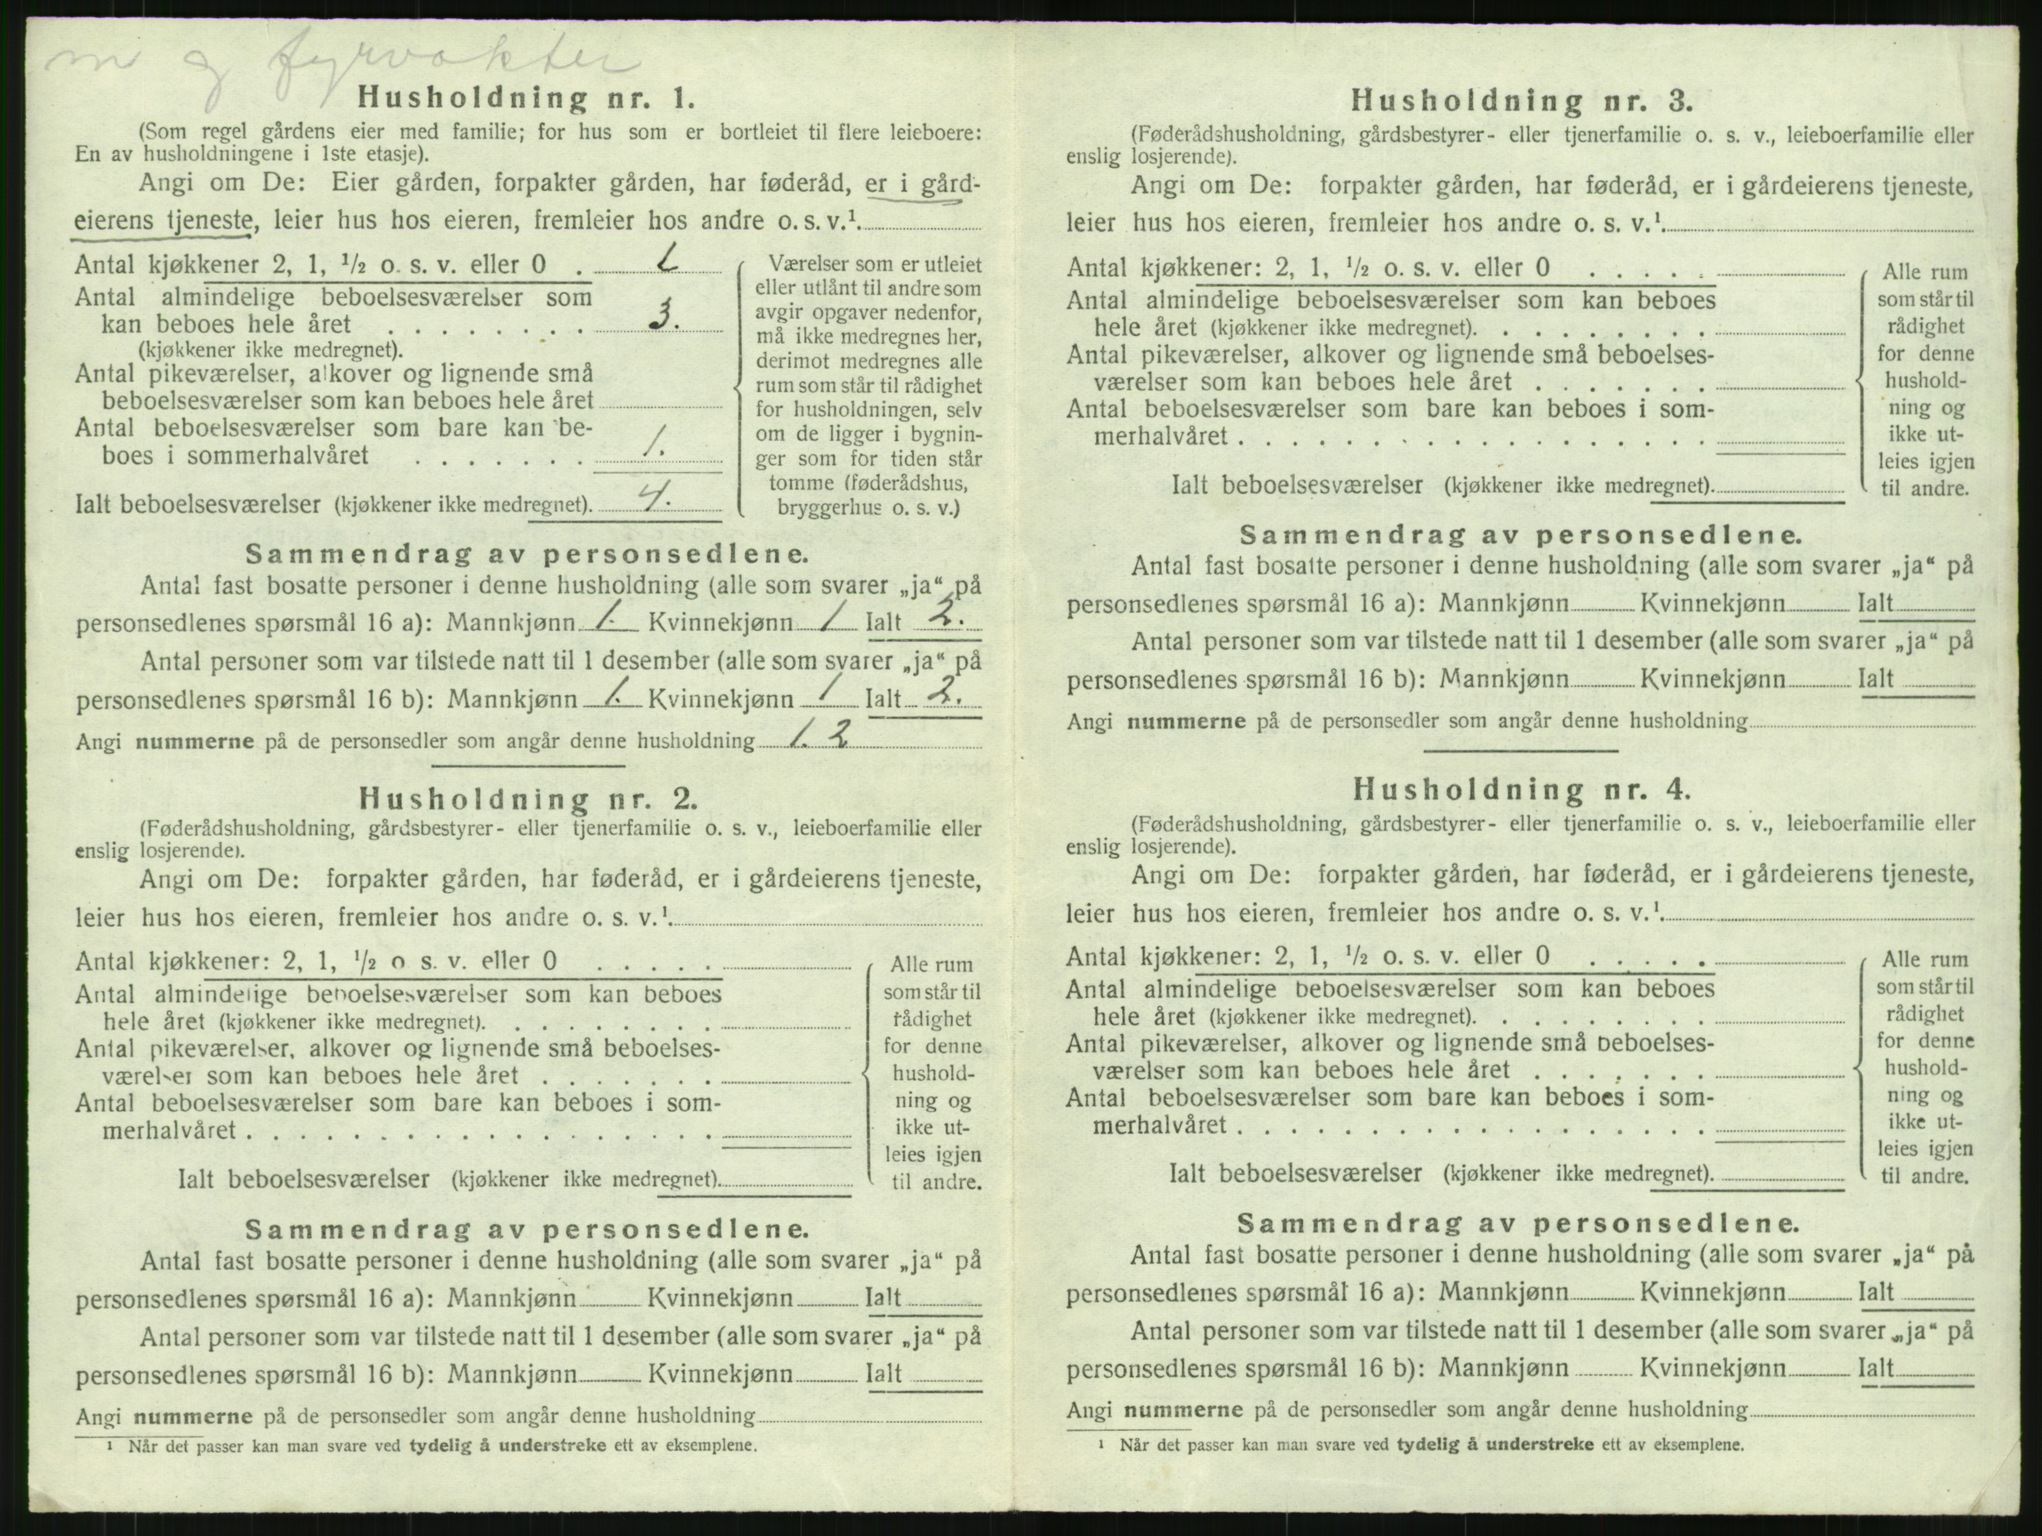 m g fyrvokter
Husholdning nr. 1.
(Som regel gårdens eier med familie; for hus som er bortleiet til flere leieboere:
En av husholdningene i 1ste etasje).
Angi om De: Eier gården, forpakter gården, har føderåd, er i gård-
eierens tjeneste, leier hus hos eieren, fremleier hos andre o. s. v.¹
Antal kjøkkener 2, 1, ½ o. s. v. eller 0 . 1
Antal almindelige beboelsesværelser som
kan beboes hele året . . . . . . . . 3.
(kjøkkener ikke medregnet).
Antal pikeværelser, alkover og lignende små
beboelsesværelser som kan beboes hele året
Antal beboelsesværelser som bare kan be-
boes i sommerhalvåret . . . . . . . 1.
Ialt beboelsesværelser (kjøkkener ikke medregnet). 4.
Værelser som er utleiet
eller utlånt til andre som
avgir opgaver nedenfor,
må ikke medregnes her,
derimot medregnes alle
rum som står til rådighet
for husholdningen, selv
om de ligger i bygnin-
ger som for tiden står
tomme (føderådshus,
bryggerhus o. s. v.)
Sammendrag av personsedlene.
Antal fast bosatte personer i denne husholdning (alle som svarer „ja“ på
personsedlenes spørsmål 16 a): Mannkjønn 1. Kvinnekjønn 1 Ialt 2.
Antal personer som var tilstede natt til 1 desember (alle som svarer „ja“ på
personsedlenes spørsmål 16 b): Mannkjønn 1. Kvinnekjønn 1 Ialt 2.
Angi nummerne på de personsedler som angår denne husholdning 1. 2
Husholdning nr. 2.
(Føderådshusholdning, gårdsbestyrer- eller tjenerfamilie o. s. v., leieboerfamilie eller
enslig losjerende).
Angi om De: forpakter gården, har føderåd, er i gårdeierens tjeneste,
leier hus hos eieren, fremleier hos andre o. s. v.¹
Antal kjøkkener: 2, 1, ½ o s. v. eller 0 . . . . .
Antal almindelige beboelsesværelser som kan beboes
hele året (kjøkkener ikke medregnet). . . . . . . . .
Antal pikeværelser, alkover og lignende små beboelses-
værelser som kan beboes hele året . . . . . . .
Antal beboelsesværelser som bare kan beboes i som-
merhalvåret . . . . . . . . . . . . . . . . . .
Ialt beboelsesværelser (kjøkkener ikke medregnet).
Alle rum
som står til
rådighet
for denne
hushold-
ning og
ikke ut-
leies igjen
til andre.
Sammendrag av personsedlene.
Antal fast bosatte personer i denne husholdning (alle som svarer „ja“ på
personsedlenes spørsmål 16 a): Mannkjønn Kvinnekjønn Ialt
Antal personer som var tilstede natt til 1 desember (alle som svarer „ja“ på
personsedlenes spørsmål 16 b): Mannkjønn Kvinnekjønn Ialt
Angi nummerne på de personsedler som angår denne husholdning
¹ Når det passer kan man svare ved tydelig å understreke ett av eksemplene.
Husholdning nr. 3.
(Føderådshusholdning, gårdsbestyrer- eller tjenerfamilie o. s. v., leieboerfamilie eller
enslig losjerende).
Angi om De: forpakter gården, har føderåd, er i gårdeierens tjeneste,
leier hus hos eieren, fremleier hos andre o. s. v.¹
Antal kjøkkener: 2, 1, ½ o. s. v. eller 0 . . . . .
Antal almindelige beboelsesværelser som kan beboes
hele året (kjøkkener ikke medregnet). . . . . . . . .
Antal pikeværelser, alkover og lignende små beboelses-
værelser som kan beboes hele året . . . . . . .
Antal beboelsesværelser som bare kan beboes i som-
merhalvåret . . . . . . . . . . . . . . . . . .
Ialt beboelsesværelser (kjøkkener ikke medregnet).
Alle rum
som står til
rådighet
for denne
hushold-
ning og
ikke ut-
leies igjen
til andre.
Sammendrag av personsedlene.
Antal fast bosatte personer i denne husholdning (alle som svarer „ja“ på
personsedlenes spørsmål 16 a): Mannkjønn Kvinnekjønn Ialt
Antal personer som var tilstede natt til 1 desember (alle som svarer „ja“ på
personsedlenes spørsmål 16 b): Mannkjønn Kvinnekjønn Ialt
Angi nummerne på de personsedler som angår denne husholdning
Husholdning nr. 4.
(Føderådshusholdning, gårdsbestyrer- eller tjenerfamilie o. s. v., leieboerfamilie eller
enslig losjerende).
Angi om De: forpakter gården, har føderåd, er i gårdeierens tjeneste,
leier hus hos eieren, fremleier hos andre o. s. v.¹
Antal kjøkkener: 2, 1, ½ o. s. v. eller 0 . . . . .
Antal almindelige beboelsesværelser som kan beboes
hele året (kjøkkener ikke medregnet). . . . . . . . .
Antal pikeværelser, alkover og lignende små beboelses-
værelser som kan beboes hele året . . . . . . .
Antal beboelsesværelser som bare kan beboes i som-
merhalvåret . . . . . . . . . . . . . . . . . .
Ialt beboelsesværelser (kjøkkener ikke medregnet).
Alle rum
som står til
rådighet
for denne
hushold-
ning og
ikke ut-
leies igjen
til andre.
Sammendrag av personsedlene.
Antal fast bosatte personer i denne husholdning (alle som svarer „ja“ på
personsedlenes spørsmål 16 a): Mannkjønn Kvinnekjønn Ialt
Antal personer som var tilstede natt til 1 desember (alle som svarer „ja“ på
personsedlenes spørsmål 16 b): Mannkjønn Kvinnekjønn Ialt
Angi nummerne på de personsedler som angår denne husholdning
¹ Når det passer kan man svare ved tydelig å understreke ett av eksemplene.